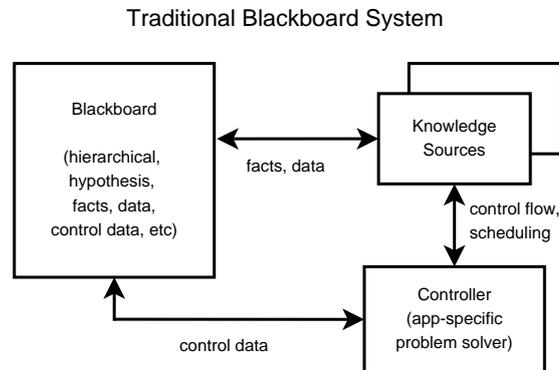 Traditional Blackboard System
Blackboard
(hierarchical,
hypothesis,
facts, data,
control data, etc)
facts, data
Knowledge
Sources
control flow,
scheduling
Controller
(app-specific
problem solver)
control data